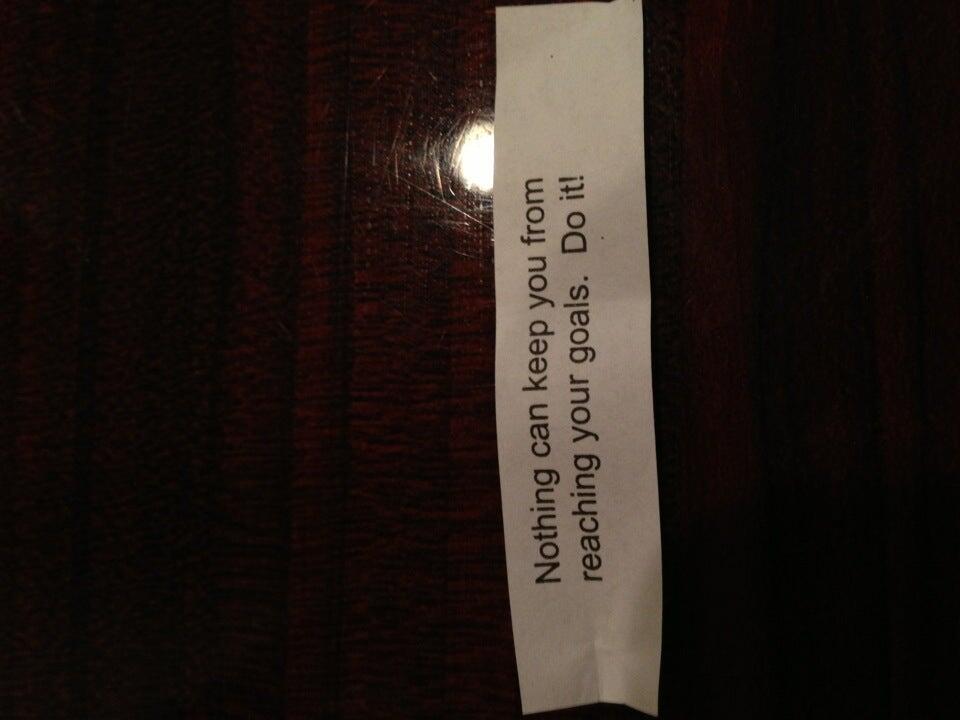 Nothing can keep you from
reaching your goals.  Do it!